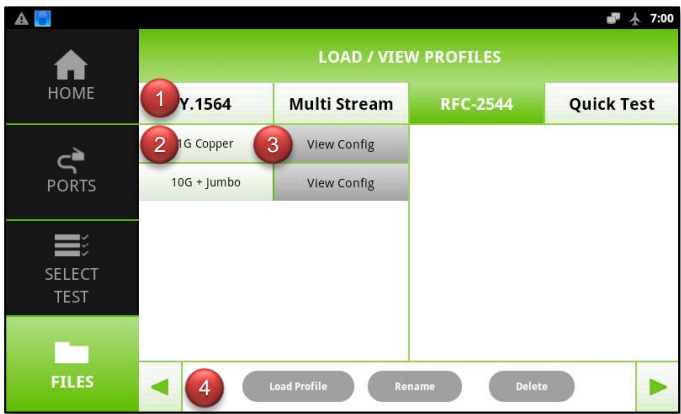 7:00
HOME
PORTS
SELECT
TEST
FILES
LOAD / VIEW PROFILES
1
Y.1564
Multi Stream
RFC-2544
Quick Test
2
1G Copper
3
View Config
10G + Jumbo
View Config
4
Load Profile
Rename
Delete